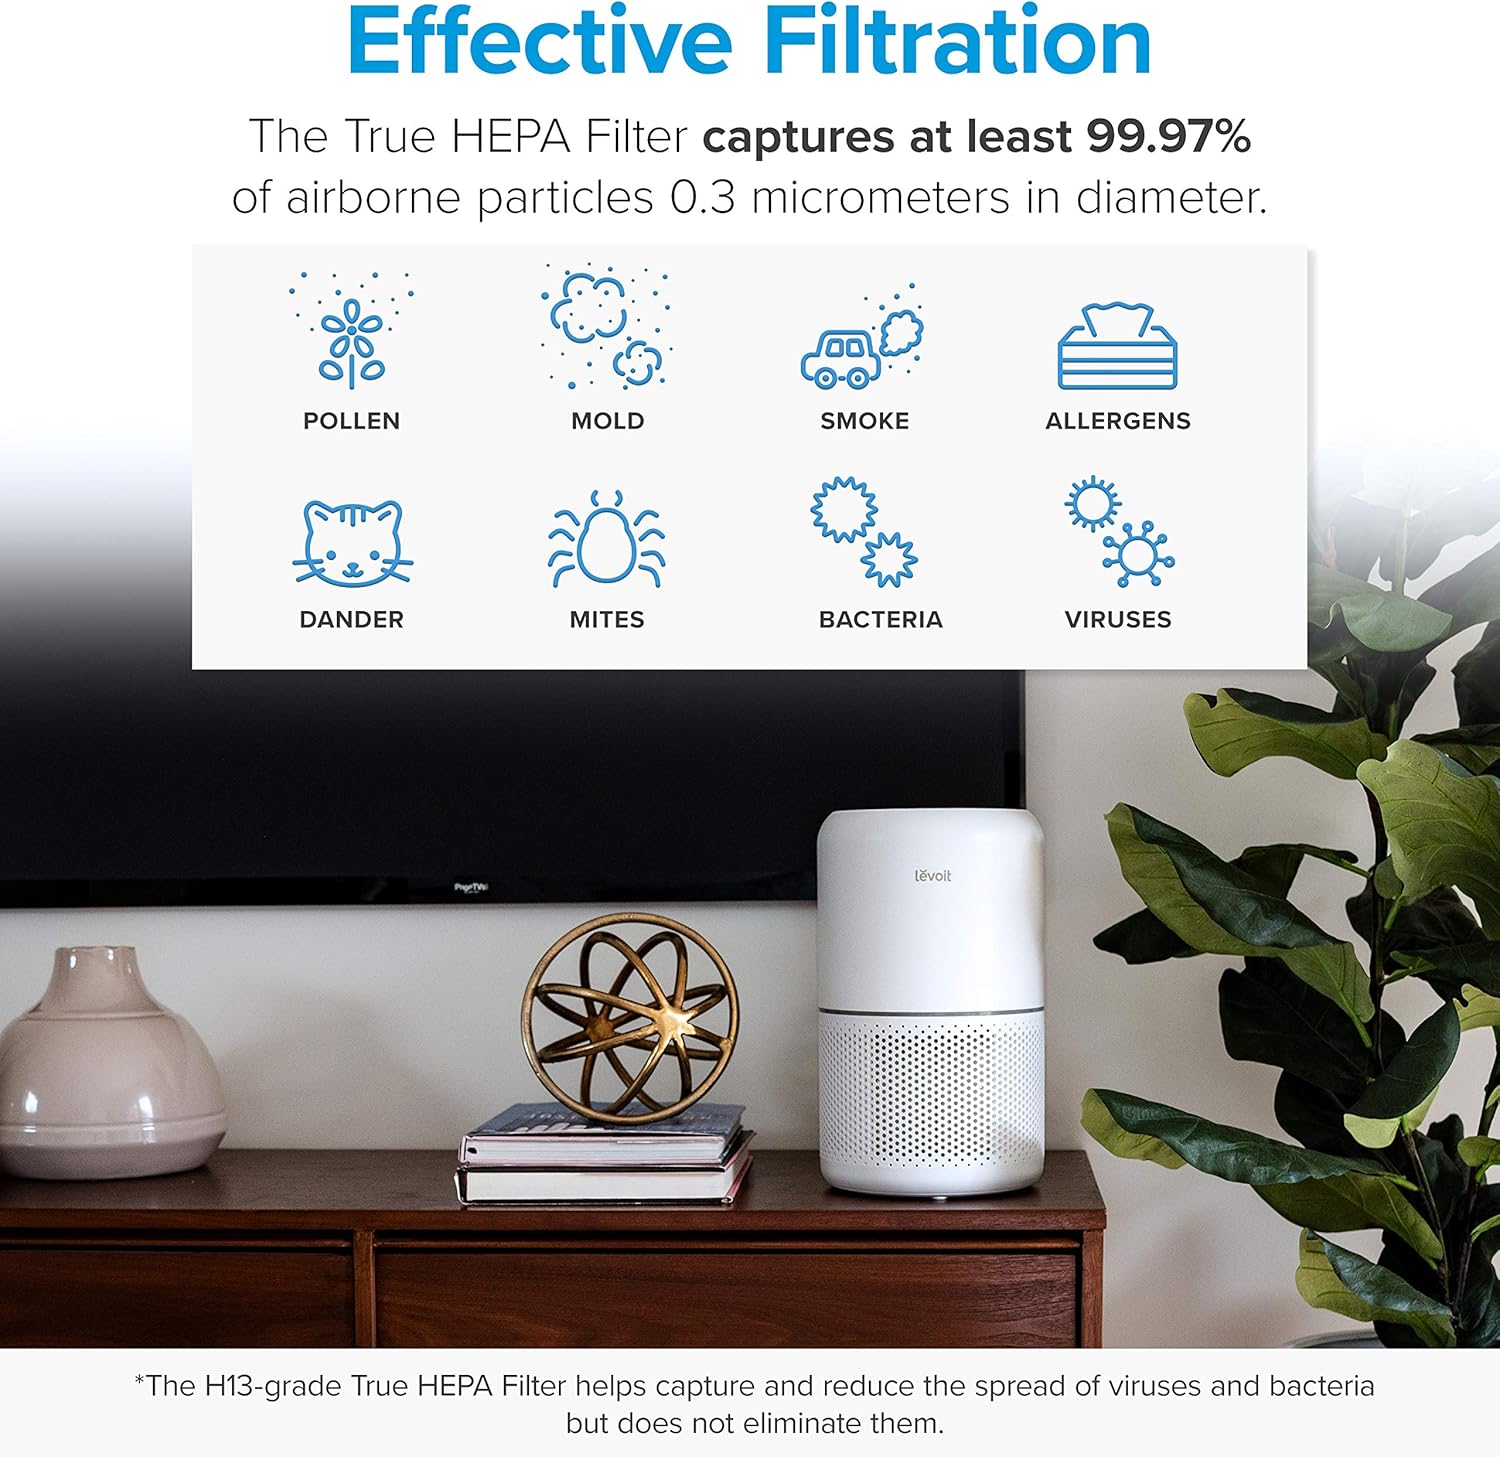 Effective Filtration
The True HEPA Filter captures at least 99.97%
of airborne particles 0.3 micrometers in diameter.
POLLEN
MOLD
SMOKE
ALLERGENS
DANDER
MITES
BACTERIA
VIRUSES
levoit
*The H13-grade True HEPA Filter helps capture and reduce the spread of viruses and bacteria
but does not eliminate them.